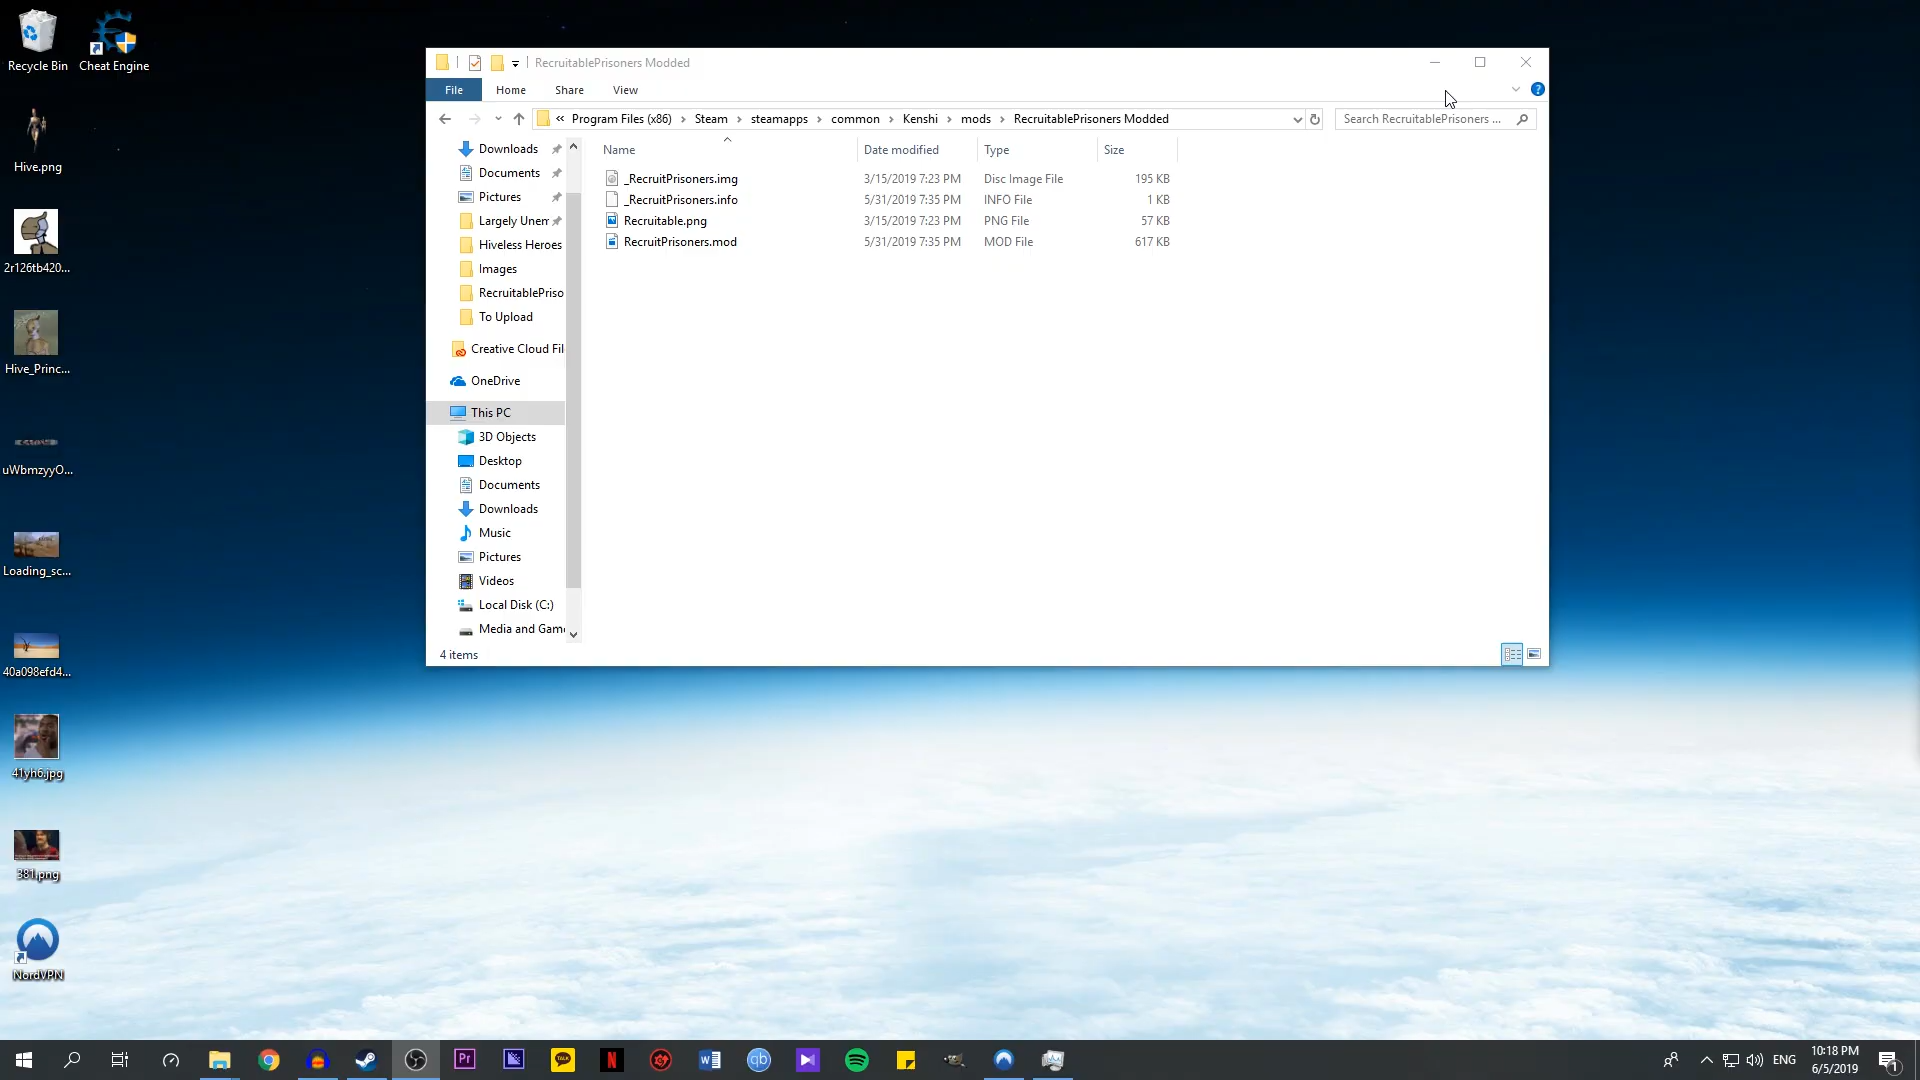 Recycle Bin
Cheat Engine
Hive.png
2r126tb420...
Hive_Princ...
uWbmzyyO...
Loading_sc...
40a098efd4...
41yh6.jpg
381.png
NordVPN
RecruitablePrisoners Modded
File Home Share View
« Program Files (x86) Steam steamapps common Kenshi mods RecruitablePrisoners Modded
Search RecruitablePrisoners ...
Name Date modified Type Size
_RecruitPrisoners.img 3/15/2019 7:23 PM Disc Image File 195 KB
_RecruitPrisoners.info 5/31/2019 7:35 PM INFO File 1 KB
Recruitable.png 3/15/2019 7:23 PM PNG File 57 KB
RecruitPrisoners.mod 5/31/2019 7:35 PM MOD File 617 KB
Downloads
Documents
Pictures
Largely Unem
Hiveless Heroes
Images
RecruitablePriso
To Upload
Creative Cloud Fil
OneDrive
This PC
3D Objects
Desktop
Documents
Downloads
Music
Pictures
Videos
Local Disk (C:)
Media and Game
4 items
Pr
TALK
N
W
qb
ENG
10:18 PM
6/5/2019
1